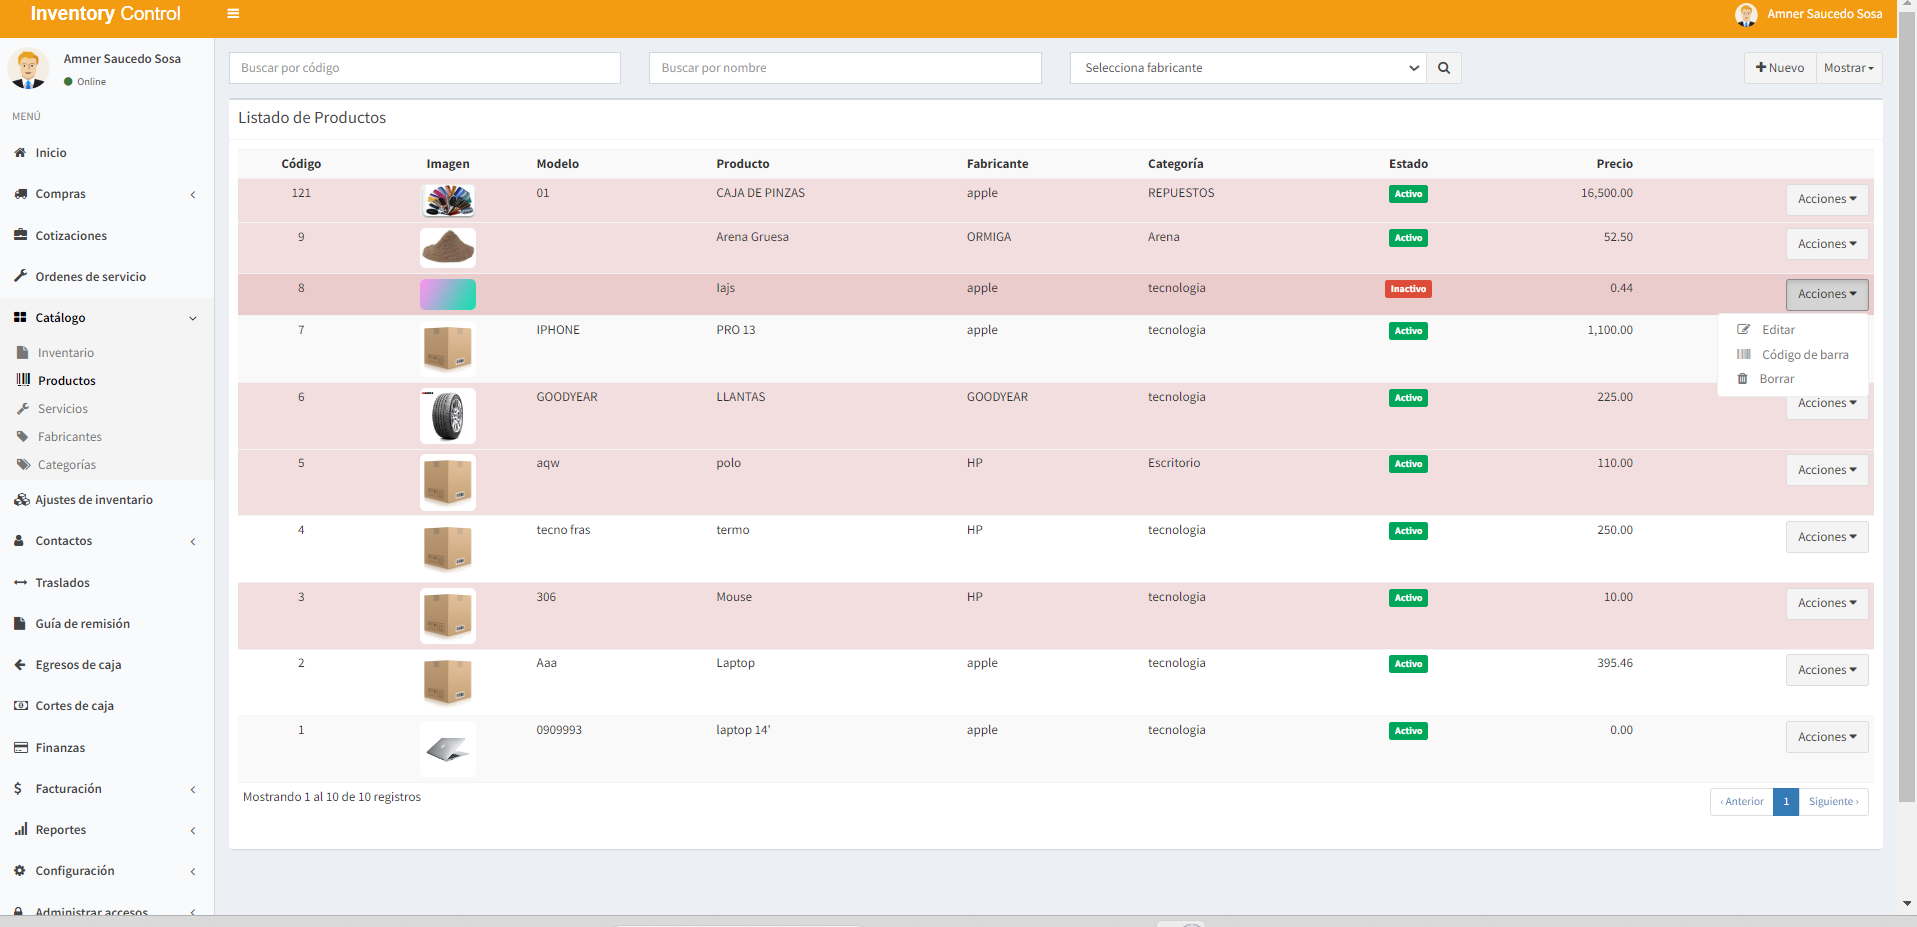 Inventory Control
Amner Saucedo Sosa
Amner Saucedo Sosa
Online
MENÚ
Inicio
Compras
Cotizaciones
Ordenes de servicio
Catálogo
Inventario
Productos
Servicios
Fabricantes
Categorías
Ajustes de inventario
Contactos
Traslados
Guía de remisión
Egresos de caja
Cortes de caja
Finanzas
Facturación
Reportes
Configuración
Administrar accesos
Buscar por código
Buscar por nombre
Selecciona fabricante
Nuevo
Mostrar
Listado de Productos
Código Imagen Modelo Producto Fabricante Categoría Estado Precio
121 01 CAJA DE PINZAS apple REPUESTOS Activo 16,500.00 Acciones
9 Arena Gruesa ORMIGA Arena Activo 52.50 Acciones
8 lajs apple tecnologia Inactivo 0.44 Acciones
Editar
Código de barra
Borrar
7 IPHONE PRO 13 apple tecnologia Activo 1,100.00
6 GOODYEAR LLANTAS GOODYEAR tecnologia Activo 225.00 Acciones
5 aqw polo HP Escritorio Activo 110.00 Acciones
4 tecno fras termo HP tecnologia Activo 250.00 Acciones
3 306 Mouse HP tecnologia Activo 10.00 Acciones
2 Aaa Laptop apple tecnologia Activo 395.46 Acciones
1 0909993 laptop 14' apple tecnologia Activo 0.00 Acciones
Mostrando 1 al 10 de 10 registros
‹ Anterior 1 Siguiente ›